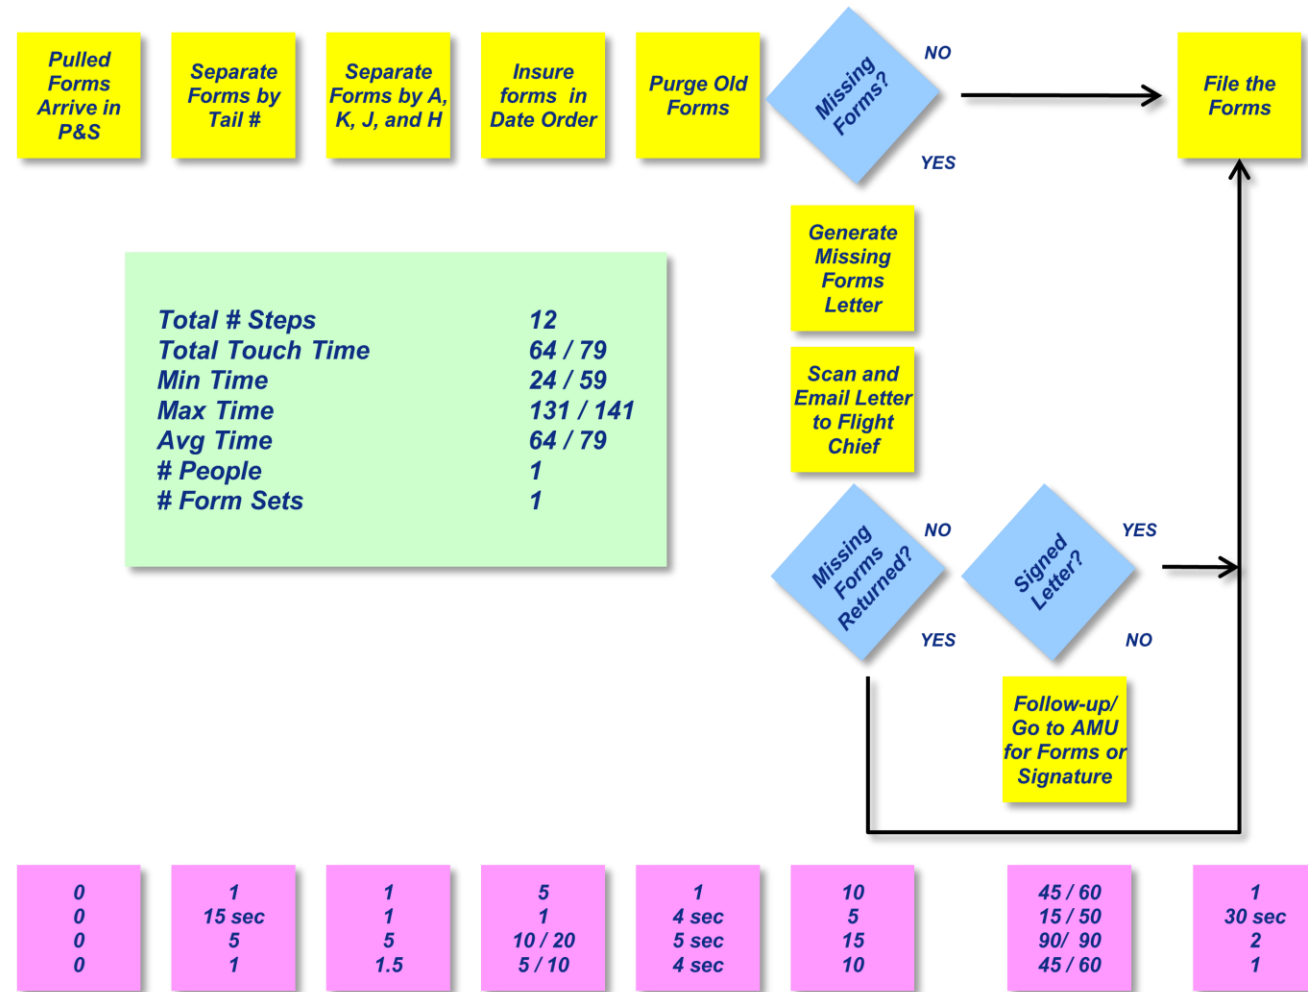 Pulled
Forms
Arrive in
P&S
Separate
Forms by
Tail #
Separate
Forms by A,
K, J, and H
Insure
forms in
Date Order
Purge Old
Forms
Missing
Forms?
NO
YES
File the
Forms
Generate
Missing
Forms
Letter
Scan and
Email Letter
to Flight
Chief
Total # Steps 12
Total Touch Time 64 / 79
Min Time 24 / 59
Max Time 131 / 141
Avg Time 64 / 79
# People 1
# Form Sets 1
Missing
Forms
Returned?
NO
YES
Signed
Letter?
YES
NO
Follow-up/
Go to AMU
for Forms or
Signature
0
0
0
0
1
15 sec
5
1
1
1
5
1.5
5
1
10 / 20
5 / 10
1
4 sec
5 sec
4 sec
10
5
15
10
45 / 60
15 / 50
90/ 90
45 / 60
1
30 sec
2
1